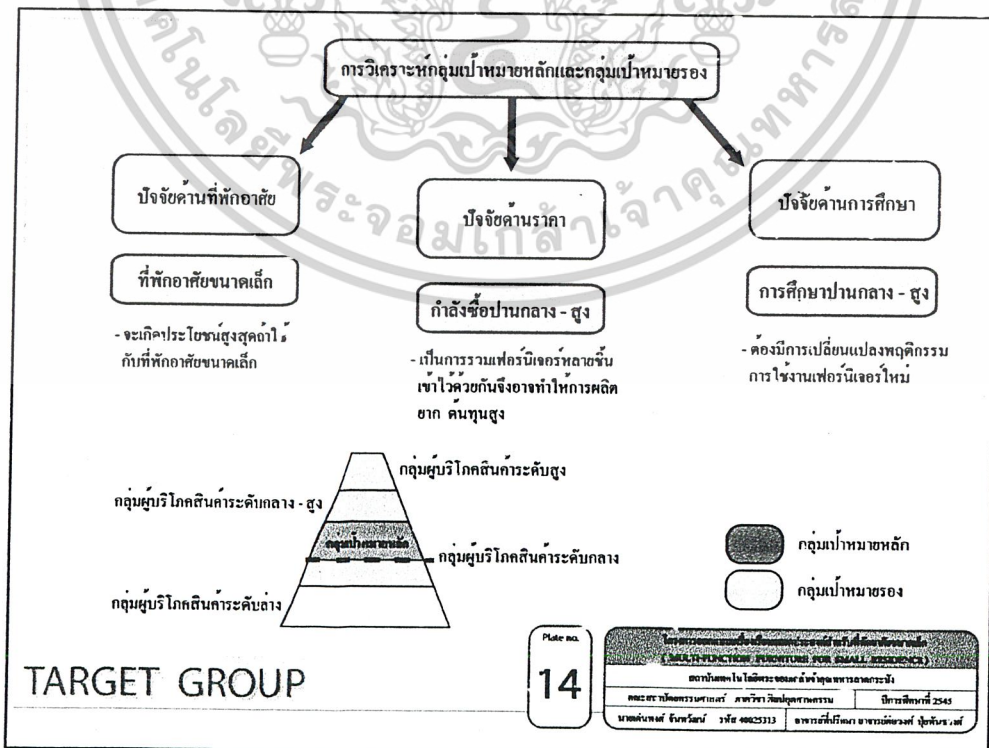 การวิเคราะห์กลุ่มเป้าหมายหลักและกลุ่มเป้าหมายรอง
ปัจจัยด้านที่พักอาศัย
ปัจจัยด้านราคา
ปัจจัยด้านการศึกษา
ที่พักอาศัยขนาดเล็ก
กำลังซื้อปานกลาง - สูง
การศึกษาปานกลาง - สูง
- จะเกิดประโยชน์สูงสุดถ้าใช้
กับที่พักอาศัยขนาดเล็ก
- เป็นการรวมเฟอร์นิเจอร์หลายชิ้น
เข้าไว้ด้วยกันจึงอาจทำให้การผลิต
ยาก ต้นทุนสูง
- ต้องมีการเปลี่ยนแปลงพฤติกรรม
การใช้งานเฟอร์นิเจอร์ใหม่
กลุ่มผู้บริโภคสินค้าระดับสูง
กลุ่มผู้บริโภคสินค้าระดับกลาง - สูง
กลุ่มเป้าหมายหลัก
กลุ่มผู้บริโภคสินค้าระดับกลาง
กลุ่มผู้บริโภคสินค้าระดับล่าง
กลุ่มเป้าหมายหลัก
กลุ่มเป้าหมายรอง
TARGET GROUP
Plate no.
14
( MULTI-FUNCTION FURNITURE FOR SMALL RESIDENCE )
สถาบันเทคโนโลยีพระจอมเกล้าเจ้าคุณทหารลาดกระบัง
คณะสถาปัตยกรรมศาสตร์ ภาควิชา ศิลปอุตสาหกรรม ปีการศึกษาที่ 2545
รหัส 40025313 อาจารย์ที่ปรึกษา